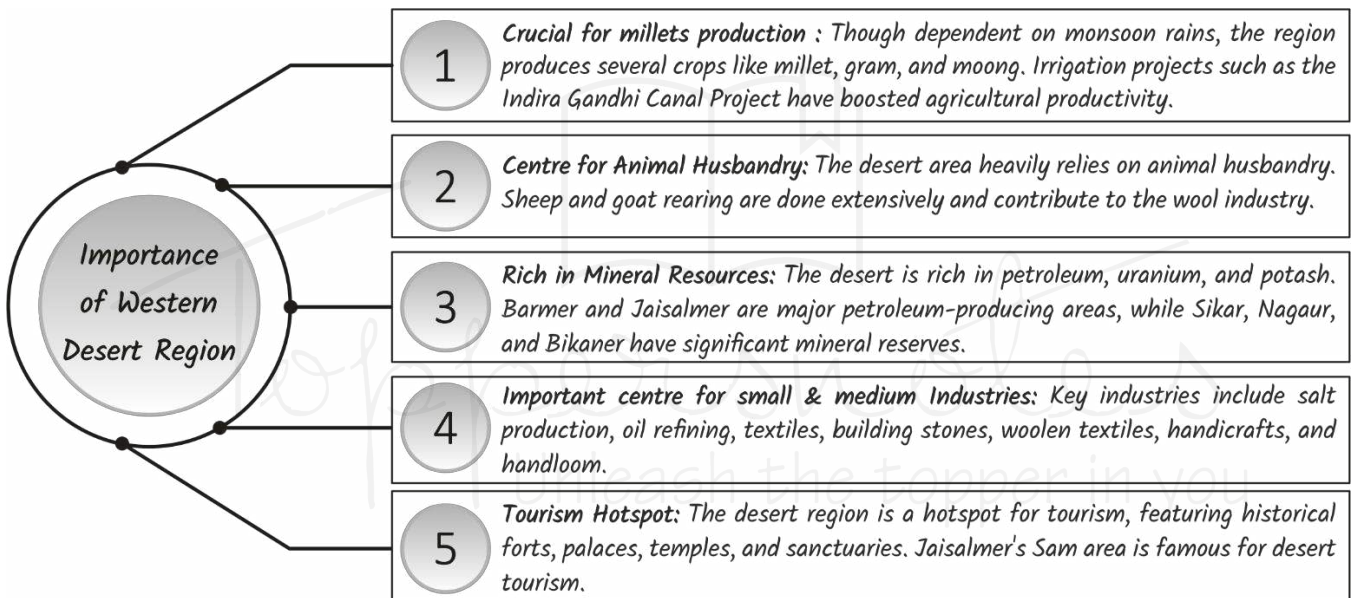 Importance
of Western
Desert Region
1
Crucial for millets production : Though dependent on monsoon rains, the region
produces several crops like millet, gram, and moong. Irrigation projects such as the
Indira Gandhi Canal Project have boosted agricultural productivity.
2
Centre for Animal Husbandry: The desert area heavily relies on animal husbandry.
Sheep and goat rearing are done extensively and contribute to the wool industry.
3
Rich in Mineral Resources: The desert is rich in petroleum, uranium, and potash.
Barmer and Jaisalmer are major petroleum-producing areas, while Sikar, Nagaur,
and Bikaner have significant mineral reserves.
4
Important centre for small & medium Industries: Key industries include salt
production, oil refining, textiles, building stones, woolen textiles, handicrafts, and
handloom.
5
Tourism Hotspot: The desert region is a hotspot for tourism, featuring historical
forts, palaces, temples, and sanctuaries. Jaisalmer's Sam area is famous for desert
tourism.
Toppersnotes
Unleash the topper in you